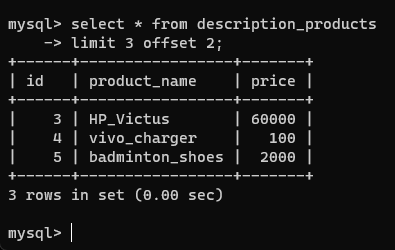 mysql> select * from description_products
    -> limit 3 offset 2;
+------+----------------+-------+
| id   | product_name   | price |
+------+----------------+-------+
|    3 | HP_Victus      | 60000 |
|    4 | vivo_charger   |   100 |
|    5 | badminton_shoes |  2000 |
+------+----------------+-------+
3 rows in set (0.00 sec)
mysql>